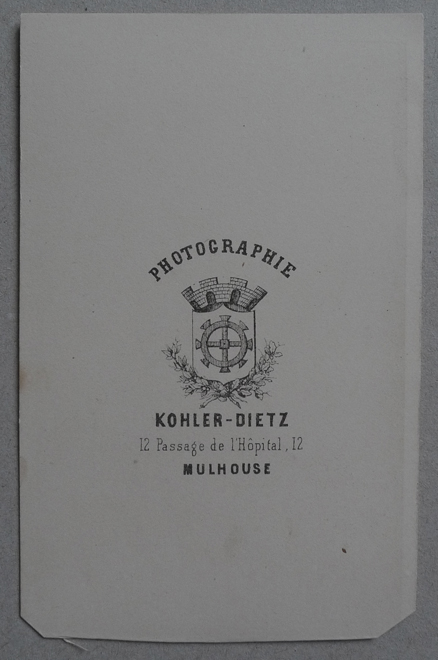 PHOTOGRAPHIE
KOHLER-DIETZ
12 Passage de l'Hôpital, 12
MULHOUSE